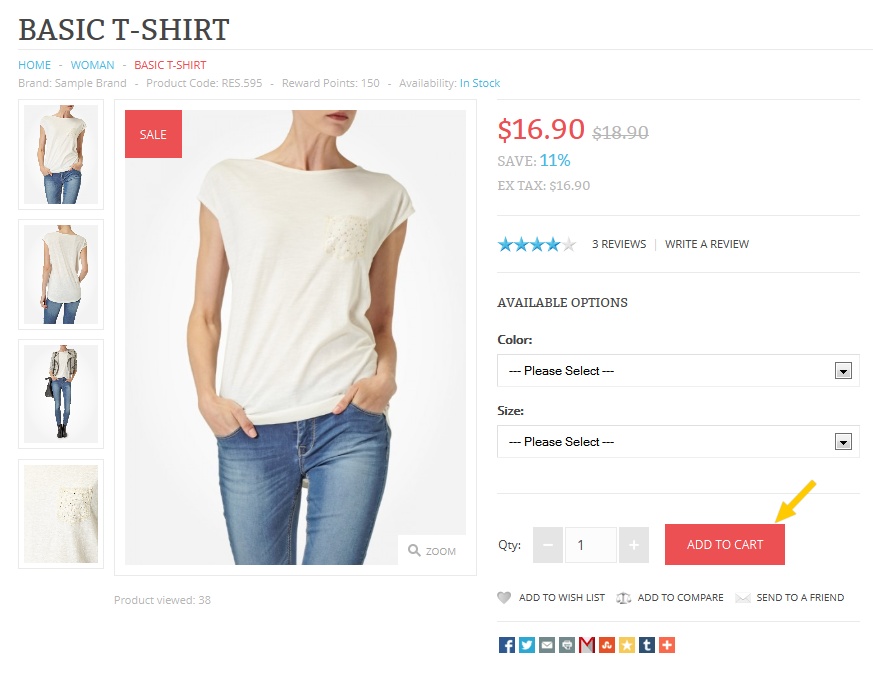 BASIC T-SHIRT
HOME - WOMAN - BASIC T-SHIRT
Brand: Sample Brand - Product Code: RES.595 - Reward Points: 150 - Availability: In Stock
SALE
ZOOM
Product viewed: 38
$16.90 $18.90
SAVE: 11%
EX TAX: $16.90
3 REVIEWS | WRITE A REVIEW
AVAILABLE OPTIONS
Color:
--- Please Select ---
Size:
--- Please Select ---
Qty: − 1 + ADD TO CART
ADD TO WISH LIST ADD TO COMPARE SEND TO A FRIEND